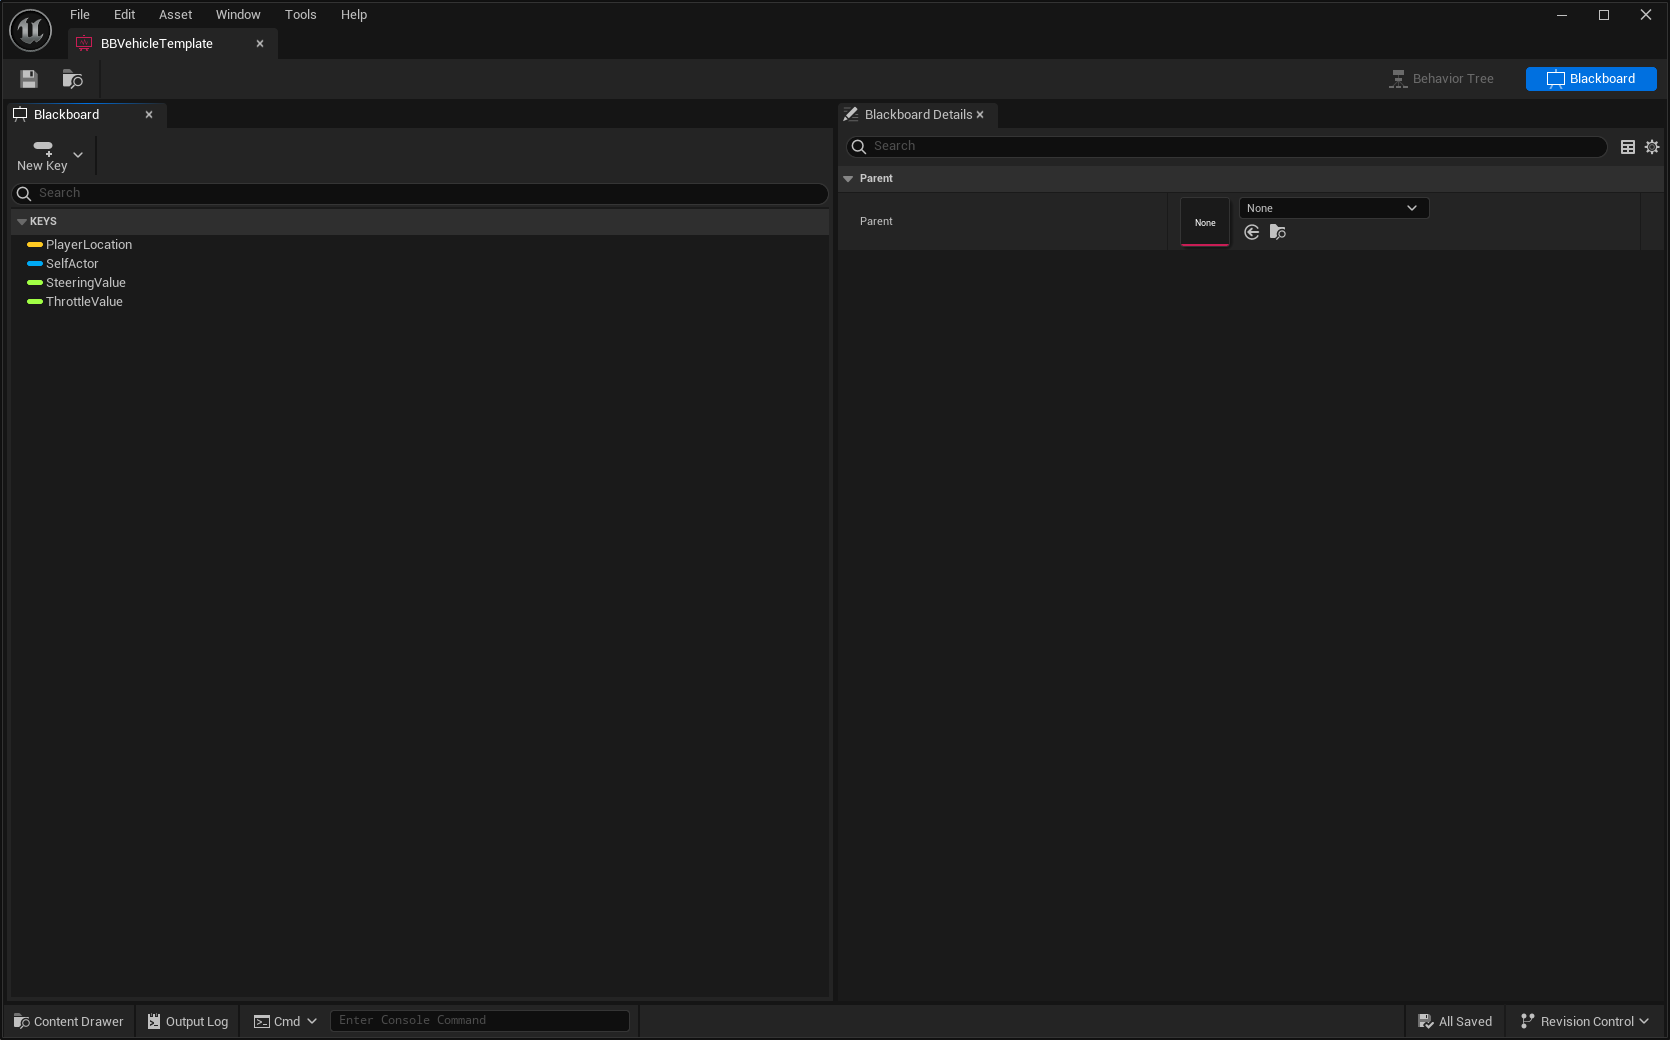 File Edit Asset Window Tools Help
BBVehicleTemplate
Behavior Tree Blackboard
Blackboard
New Key
Search
KEYS
PlayerLocation
SelfActor
SteeringValue
ThrottleValue
Blackboard Details
Search
Parent
Parent
None
None
Content Drawer Output Log Cmd Enter Console Command All Saved Revision Control